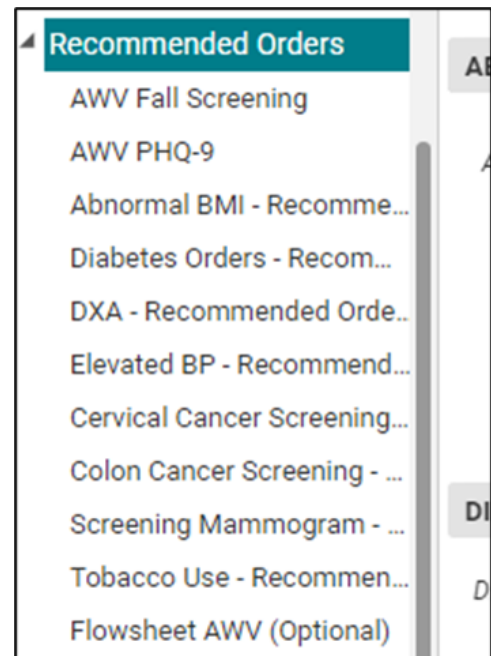 Recommended Orders
AWV Fall Screening
AWV PHQ-9
Abnormal BMI - Recomme...
Diabetes Orders - Recom...
DXA - Recommended Orde...
Elevated BP - Recommend...
Cervical Cancer Screening...
Colon Cancer Screening - ...
Screening Mammogram - ...
Tobacco Use - Recommen...
Flowsheet AWV (Optional)
DI
D